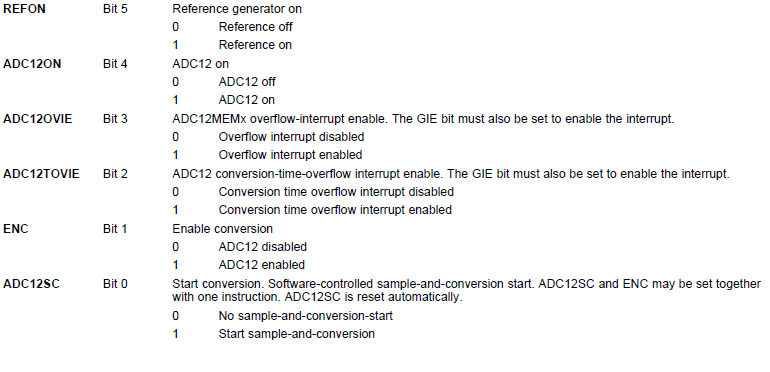 REFON Bit 5 Reference generator on
0 Reference off
1 Reference on
ADC12ON Bit 4 ADC12 on
0 ADC12 off
1 ADC12 on
ADC12OVIE Bit 3 ADC12MEMx overflow-interrupt enable. The GIE bit must also be set to enable the interrupt.
0 Overflow interrupt disabled
1 Overflow interrupt enabled
ADC12TOVIE Bit 2 ADC12 conversion-time-overflow interrupt enable. The GIE bit must also be set to enable the interrupt.
0 Conversion time overflow interrupt disabled
1 Conversion time overflow interrupt enabled
ENC Bit 1 Enable conversion
0 ADC12 disabled
1 ADC12 enabled
ADC12SC Bit 0 Start conversion. Software-controlled sample-and-conversion start. ADC12SC and ENC may be set together
with one instruction. ADC12SC is reset automatically.
0 No sample-and-conversion-start
1 Start sample-and-conversion